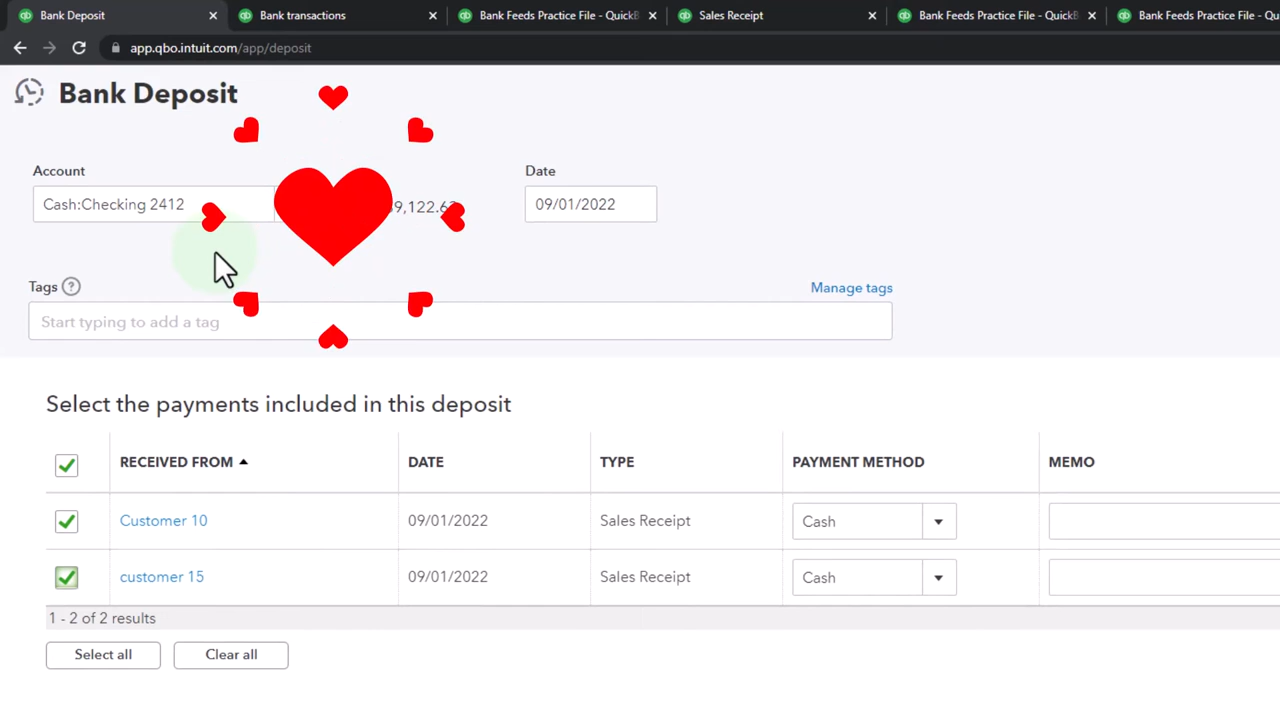 Bank Deposit
Bank transactions
Bank Feeds Practice File - QuickB
Sales Receipt
Bank Feeds Practice File - QuickB
Bank Feeds Practice File - Qu
app.qbo.intuit.com/app/deposit
Bank Deposit
Account
Date
Cash:Checking 2412
09/01/2022
Tags ?
Manage tags
Start typing to add a tag
Select the payments included in this deposit
RECEIVED FROM DATE TYPE PAYMENT METHOD MEMO
Customer 10 09/01/2022 Sales Receipt Cash
customer 15 09/01/2022 Sales Receipt Cash
1 - 2 of 2 results
Select all
Clear all